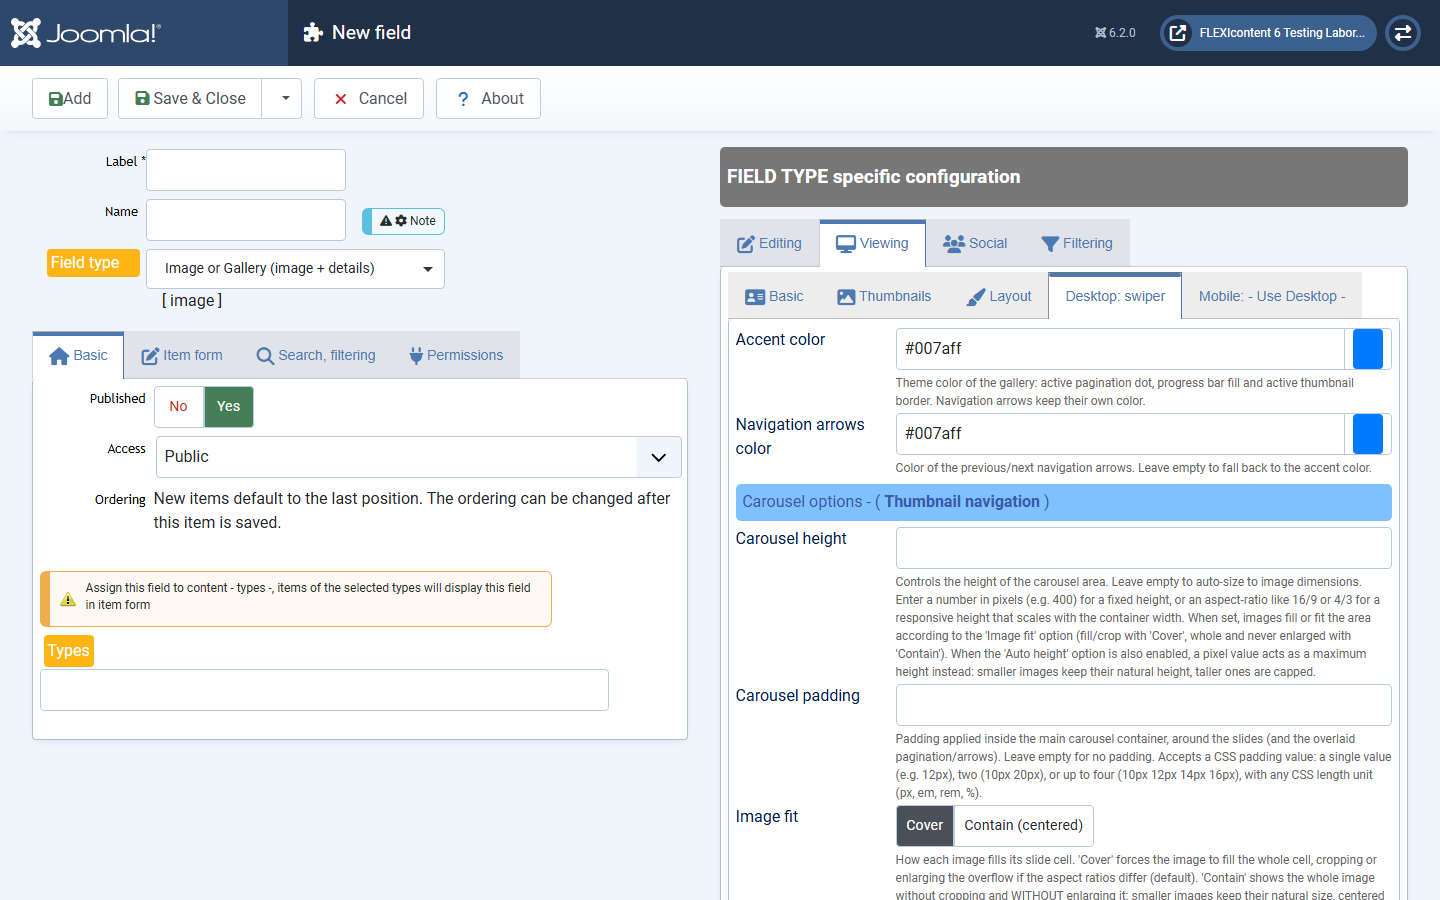 Joomla!
New field
6.2.0
FLEXIcontent 6 Testing Labor...
Add
Save & Close
Cancel
? About
Label *
Name
Note
Field type
Image or Gallery (image + details)
[ image ]
Basic
Item form
Search, filtering
Permissions
Published
No
Yes
Access
Public
Ordering
New items default to the last position. The ordering can be changed after
this item is saved.
Assign this field to content - types -, items of the selected types will display this field
in item form
Types
FIELD TYPE specific configuration
Editing
Viewing
Social
Filtering
Basic
Thumbnails
Layout
Desktop: swiper
Mobile: - Use Desktop -
Accent color
#007aff
Theme color of the gallery: active pagination dot, progress bar fill and active thumbnail
border. Navigation arrows keep their own color.
Navigation arrows
color
#007aff
Color of the previous/next navigation arrows. Leave empty to fall back to the accent color.
Carousel options - ( Thumbnail navigation )
Carousel height
Controls the height of the carousel area. Leave empty to auto-size to image dimensions.
Enter a number in pixels (e.g. 400) for a fixed height, or an aspect-ratio like 16/9 or 4/3 for a
responsive height that scales with the container width. When set, images fill or fit the area
according to the 'Image fit' option (fill/crop with 'Cover', whole and never enlarged with
'Contain'). When the 'Auto height' option is also enabled, a pixel value acts as a maximum
height instead: smaller images keep their natural height, taller ones are capped.
Carousel padding
Padding applied inside the main carousel container, around the slides (and the overlaid
pagination/arrows). Leave empty for no padding. Accepts a CSS padding value: a single value
(e.g. 12px), two (10px 20px), or up to four (10px 12px 14px 16px), with any CSS length unit
(px, em, rem, %).
Image fit
Cover
Contain (centered)
How each image fills its slide cell. 'Cover' forces the image to fill the whole cell, cropping or
enlarging the overflow if the aspect ratios differ (default). 'Contain' shows the whole image
without cropping and WITHOUT enlarging it: smaller images keep their natural size, centered